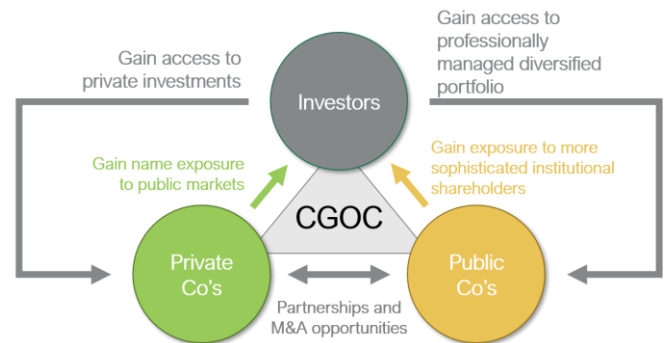 Gain access to
private investments
Gain access to
professionally
managed diversified
portfolio
Investors
Gain name exposure
to public markets
Gain exposure to more
sophisticated institutional
shareholders
CGOC
Private
Co's
Public
Co's
Partnerships and
M&A opportunities